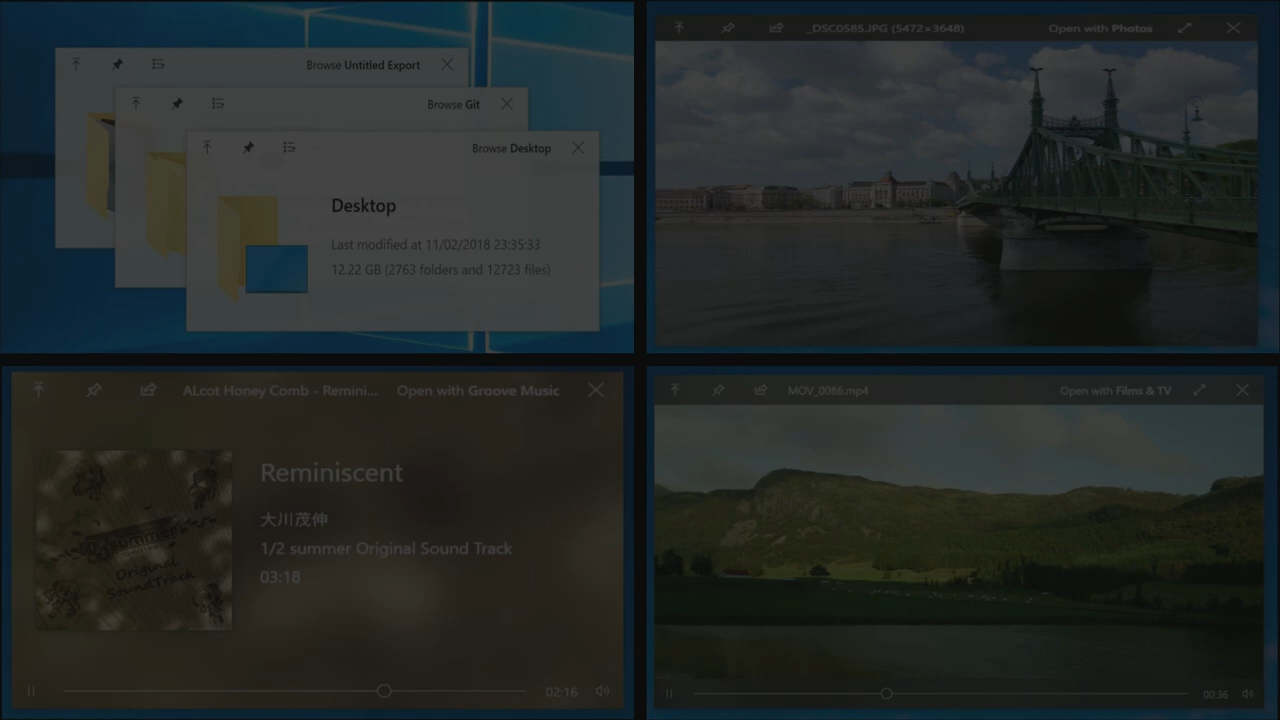 Browse Untitled Export
Browse Git
Browse Desktop
Desktop
Last modified at 11/02/2018 23:35:33
12.22 GB (2763 folders and 12723 files)
_DSC0585.JPG (5472×3648)
Open with Photos
ALcot Honey Comb - Remini...
Open with Groove Music
Original
SoundTrack
Reminiscent
大川茂伸
1/2 summer Original Sound Track
03:18
02:16
MOV_0086.mp4
Open with Films & TV
00:36